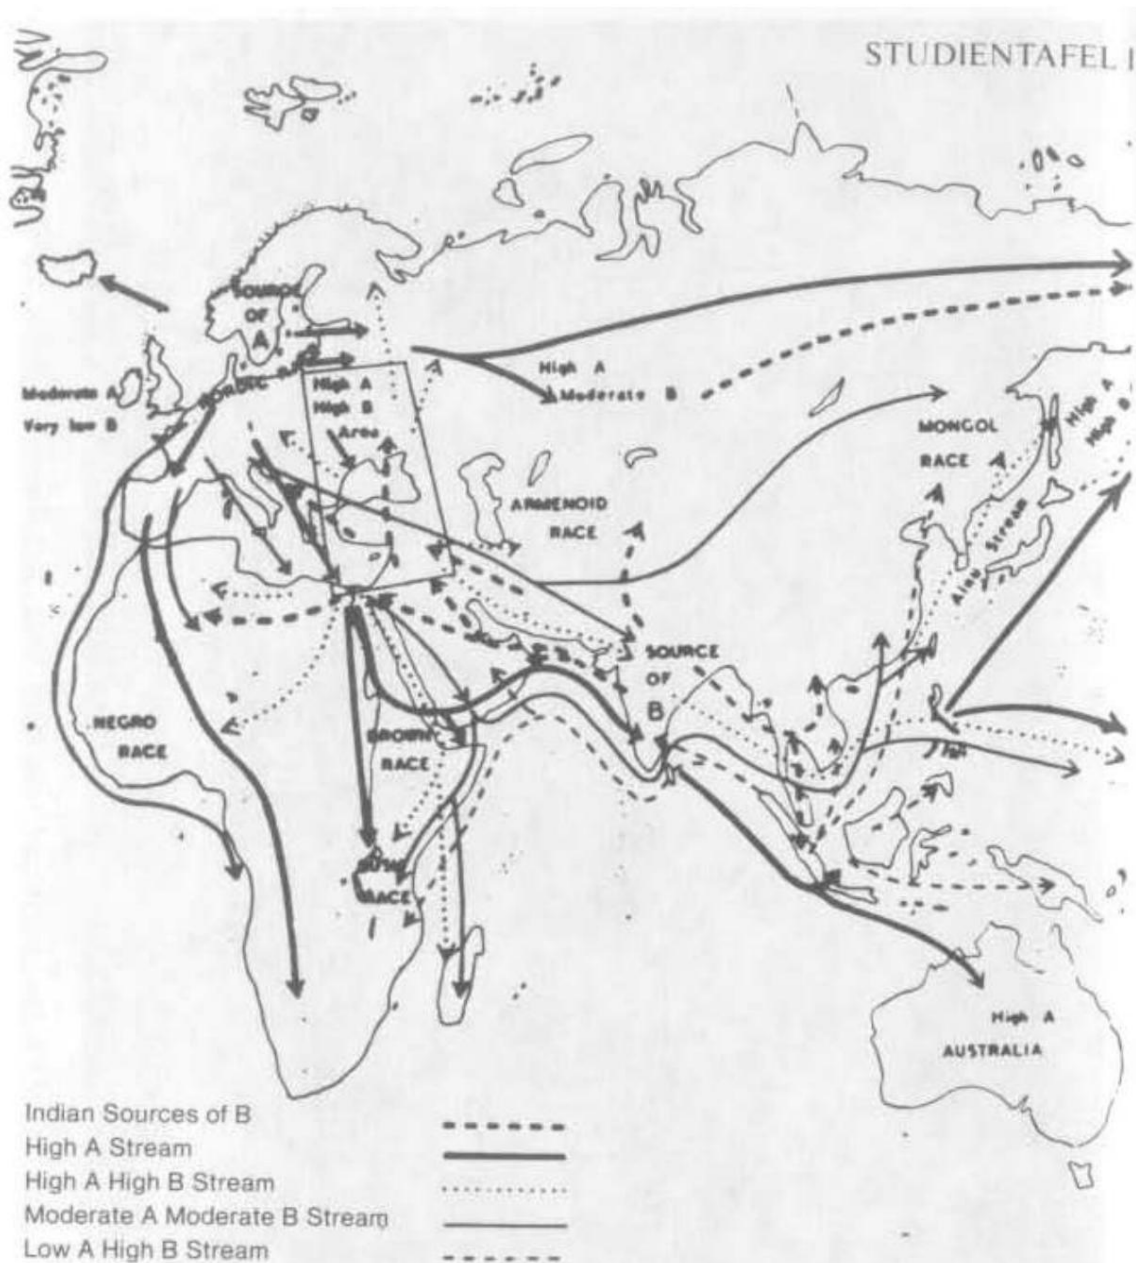 STUDIENTAFEL I
SOURCE
OF
A
NORDIC
Moderate A
Very low B
High A
High B
Area
High A
Moderate B
High A
High B
MONGOL
RACE
ARMENOID
RACE
Ainu Stream
SOURCE
OF
B
NEGRO
RACE
BROWN
RACE
RACE
High A
AUSTRALIA
Indian Sources of B
High A Stream
High A High B Stream
Moderate A Moderate B Stream
Low A High B Stream